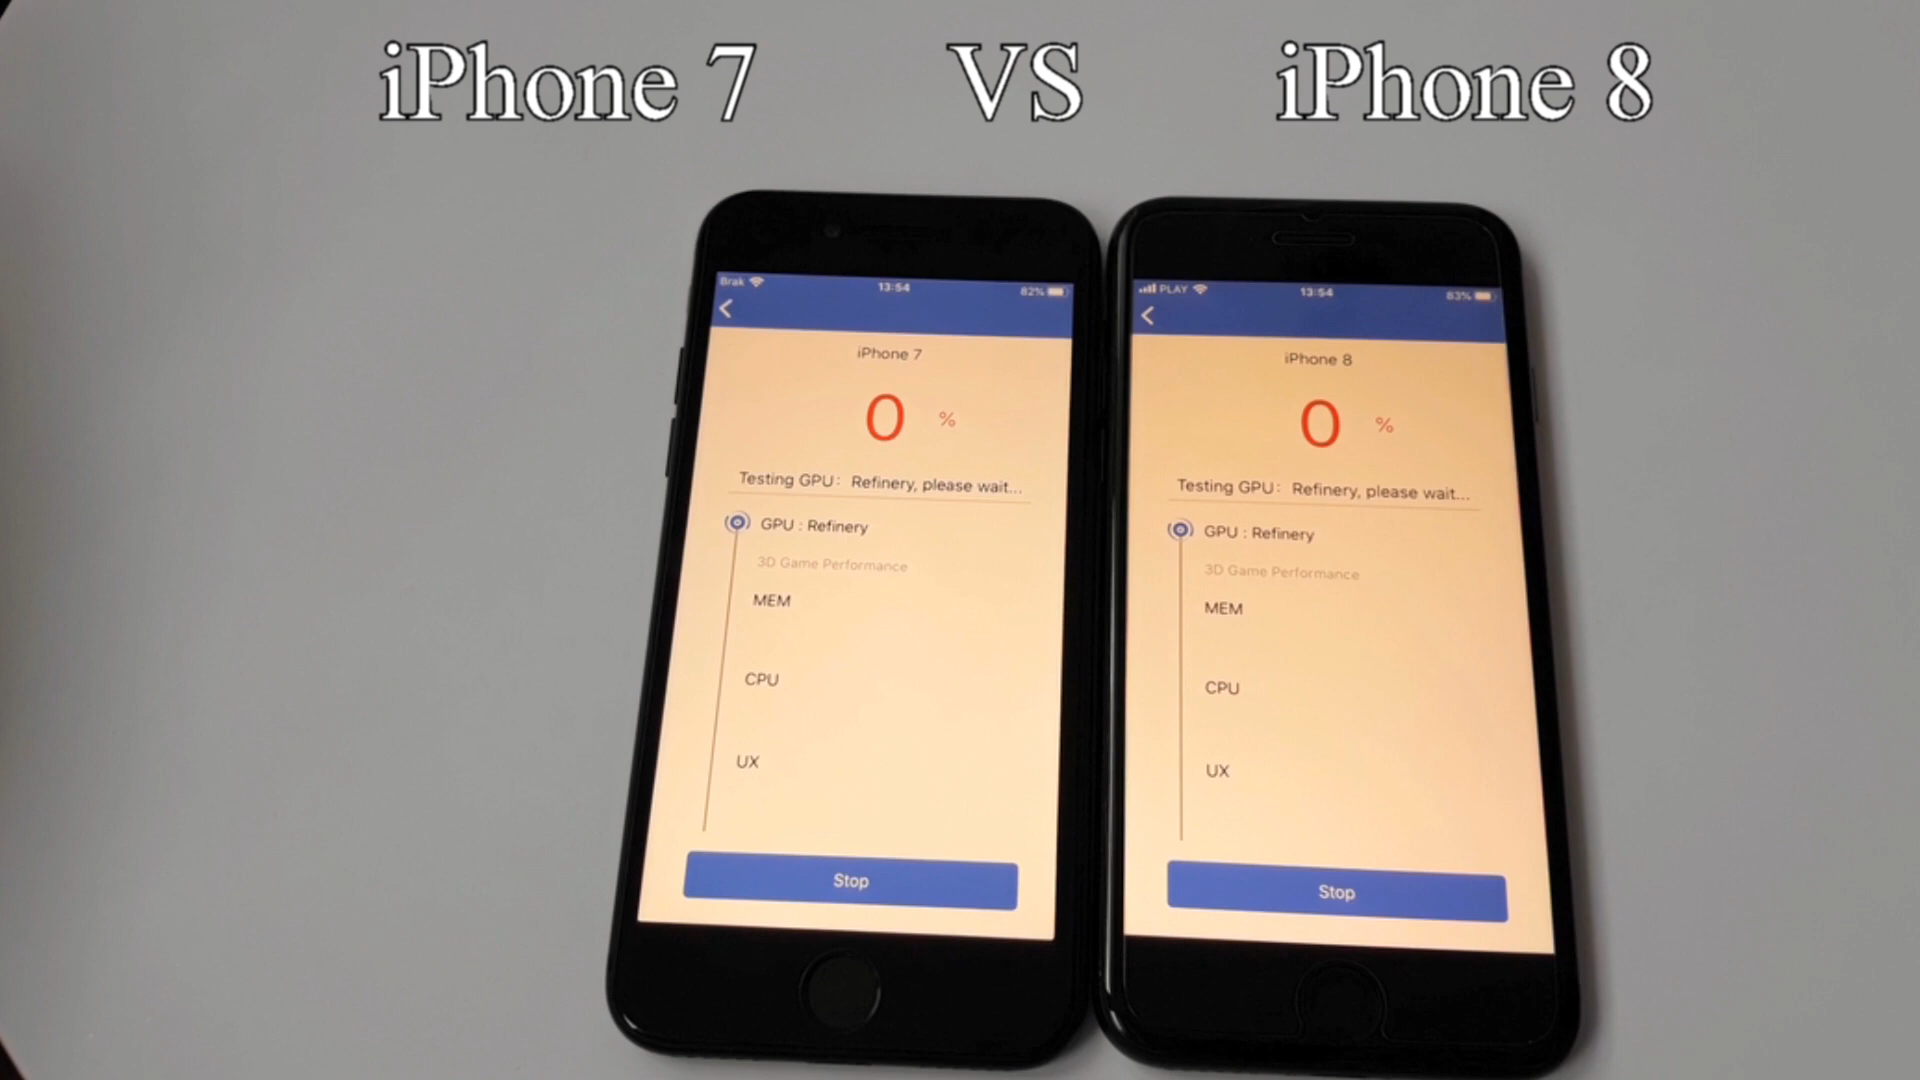 iPhone 7 VS iPhone 8
Brak 13:54 82%
iPhone 7
0 %
Testing GPU: Refinery, please wait...
GPU : Refinery
3D Game Performance
MEM
CPU
UX
Stop
PLAY 13:54 83%
iPhone 8
0 %
Testing GPU: Refinery, please wait...
GPU : Refinery
3D Game Performance
MEM
CPU
UX
Stop